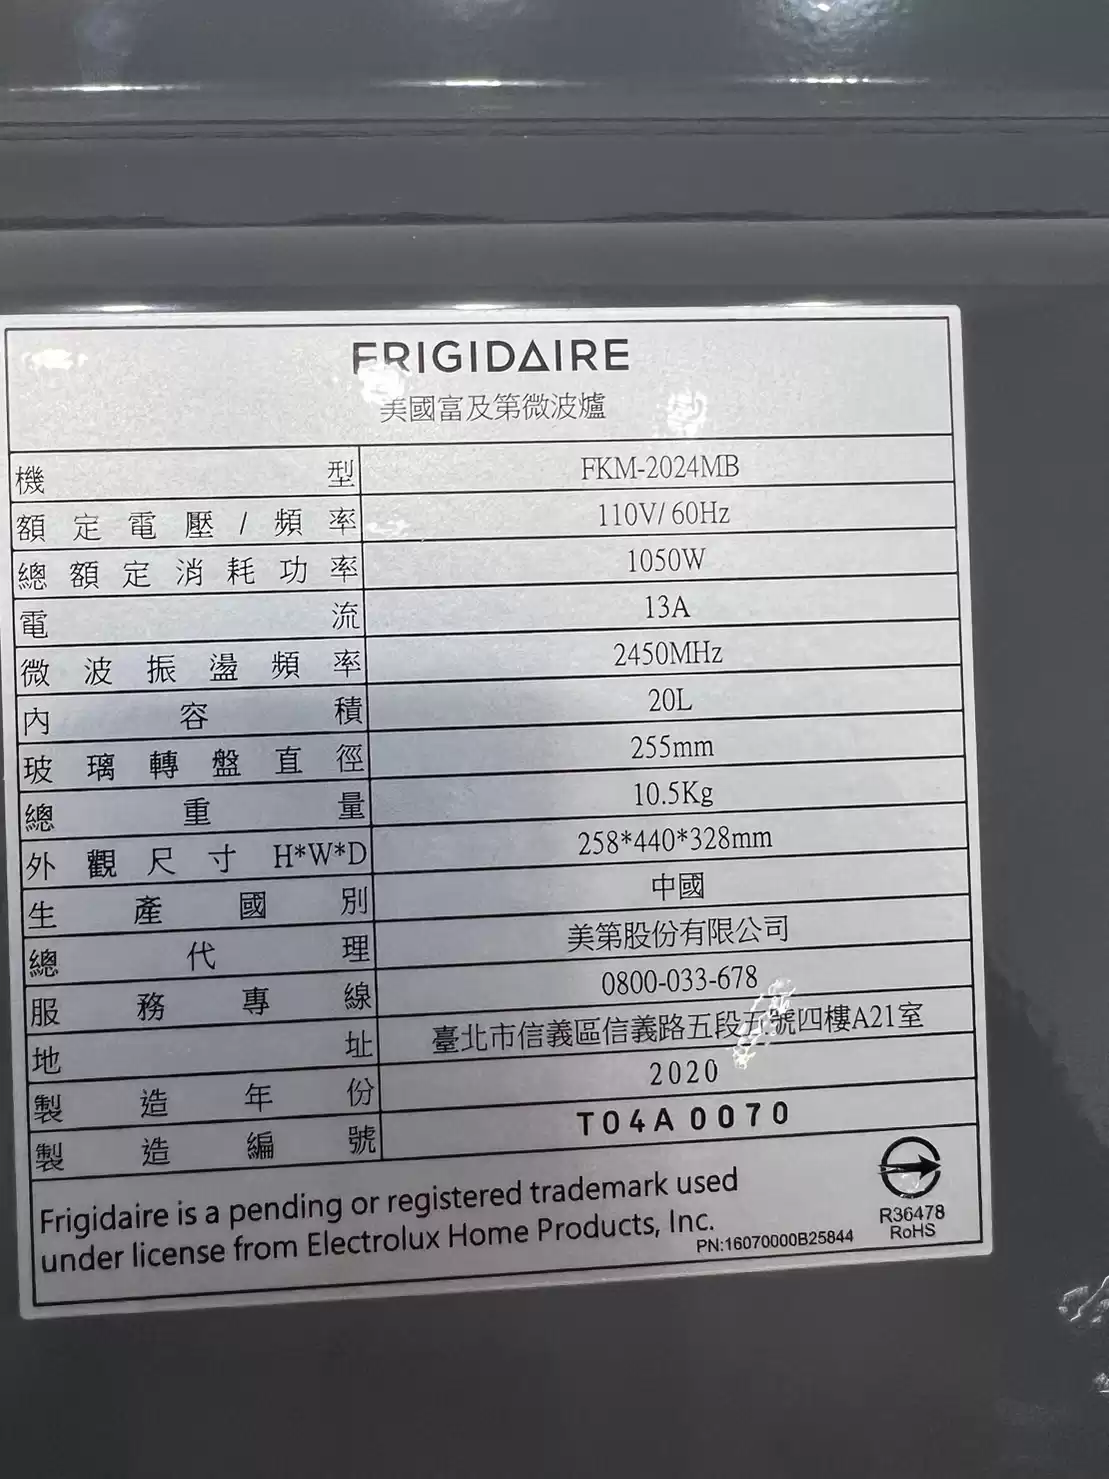 FRIGIDAIRE
美國富及第微波爐
機型 FKM-2024MB
額定電壓/頻率 110V/60Hz
總額定消耗功率 1050W
電流 13A
微波振盪頻率 2450MHz
內容積 20L
玻璃轉盤直徑 255mm
總重量 10.5Kg
外觀尺寸H*W*D 258*440*328mm
生產國別 中國
總代理 美第股份有限公司
服務專線 0800-033-678
地址 臺北市信義區信義路五段五號四樓A21室
製造年份 2020
製造編號 T04A0070
Frigidaire is a pending or registered trademark used
under license from Electrolux Home Products, Inc.
PN:16070000B25844
R36478
RoHS